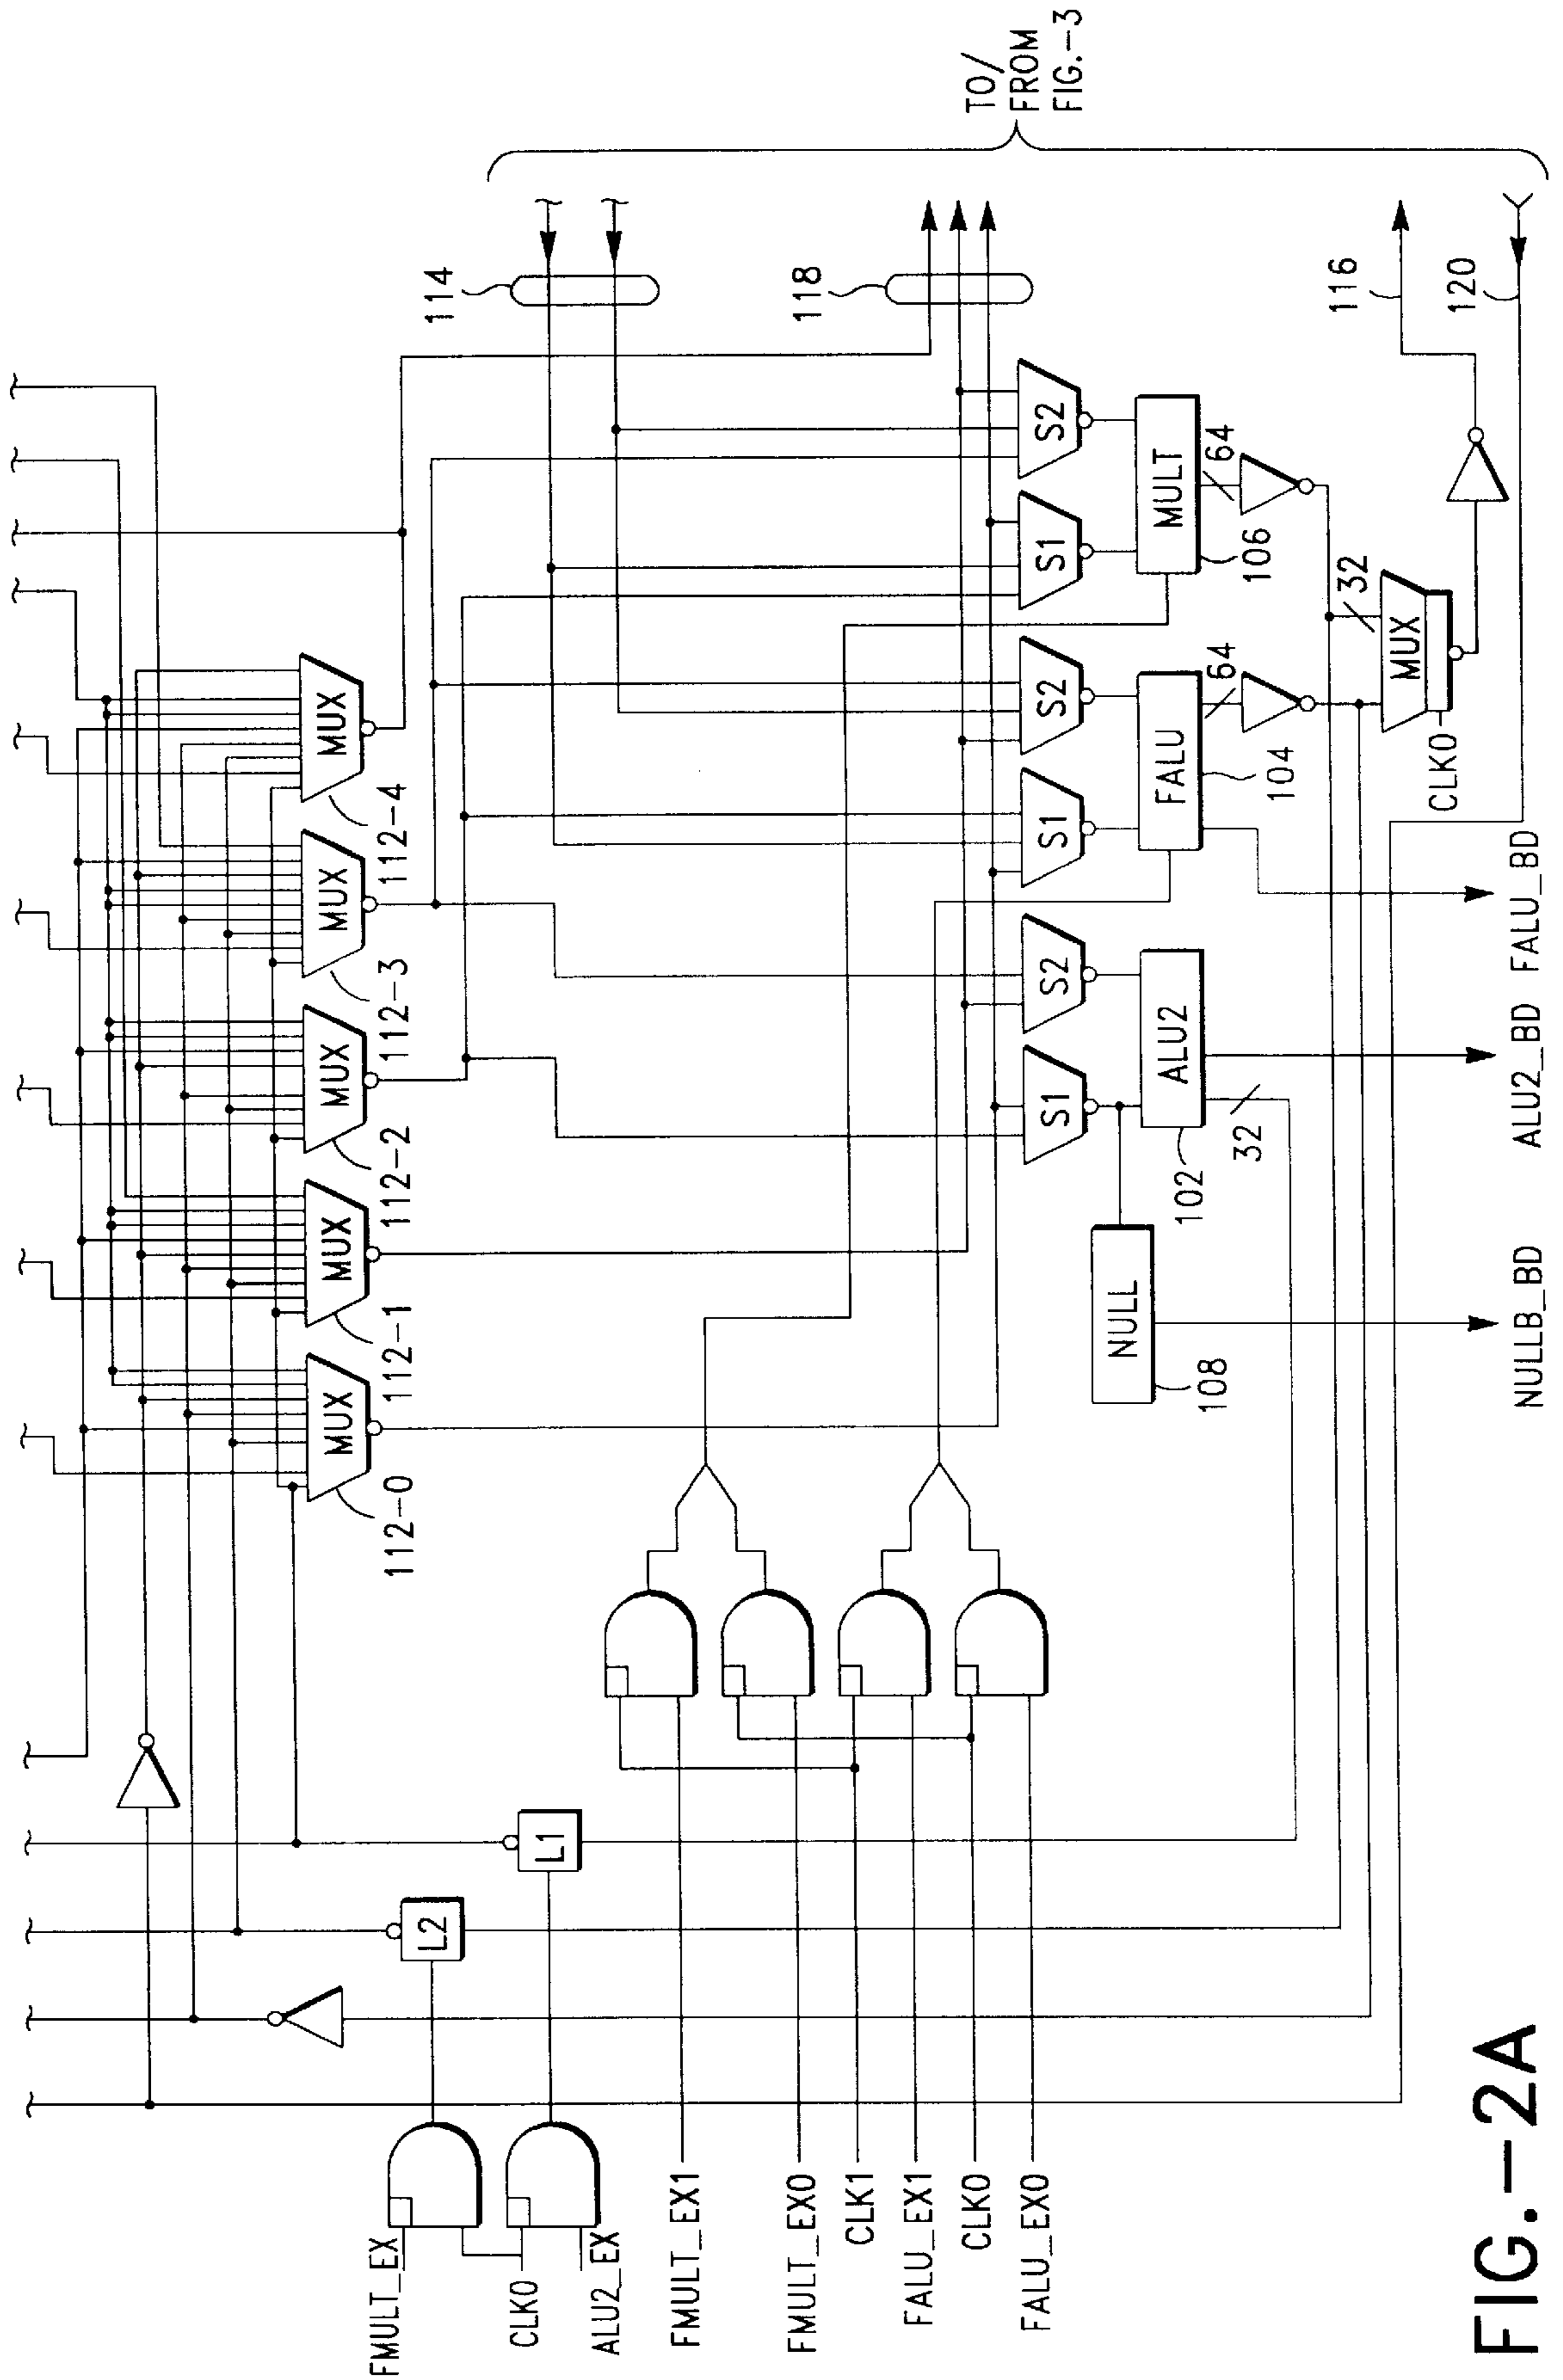 MUX
MUX
MUX
MUX
MUX
112-0
112-1
112-2
112-3
112-4
114
118
TO/
FROM
FIG.-3
FMULT_EX
CLK0
ALU2_EX
L2
L1
FMULT_EX1
FMULT_EX0
CLK1
FALU_EX1
CLK0
FALU_EX0
S1
S2
S1
S2
S1
S2
NULL
108
ALU2
102
32
FALU
104
64
MULT
106
64
32
MUX
CLK0
116
120
NULLB_BD
ALU2_BD
FALU_BD
FIG.-2A